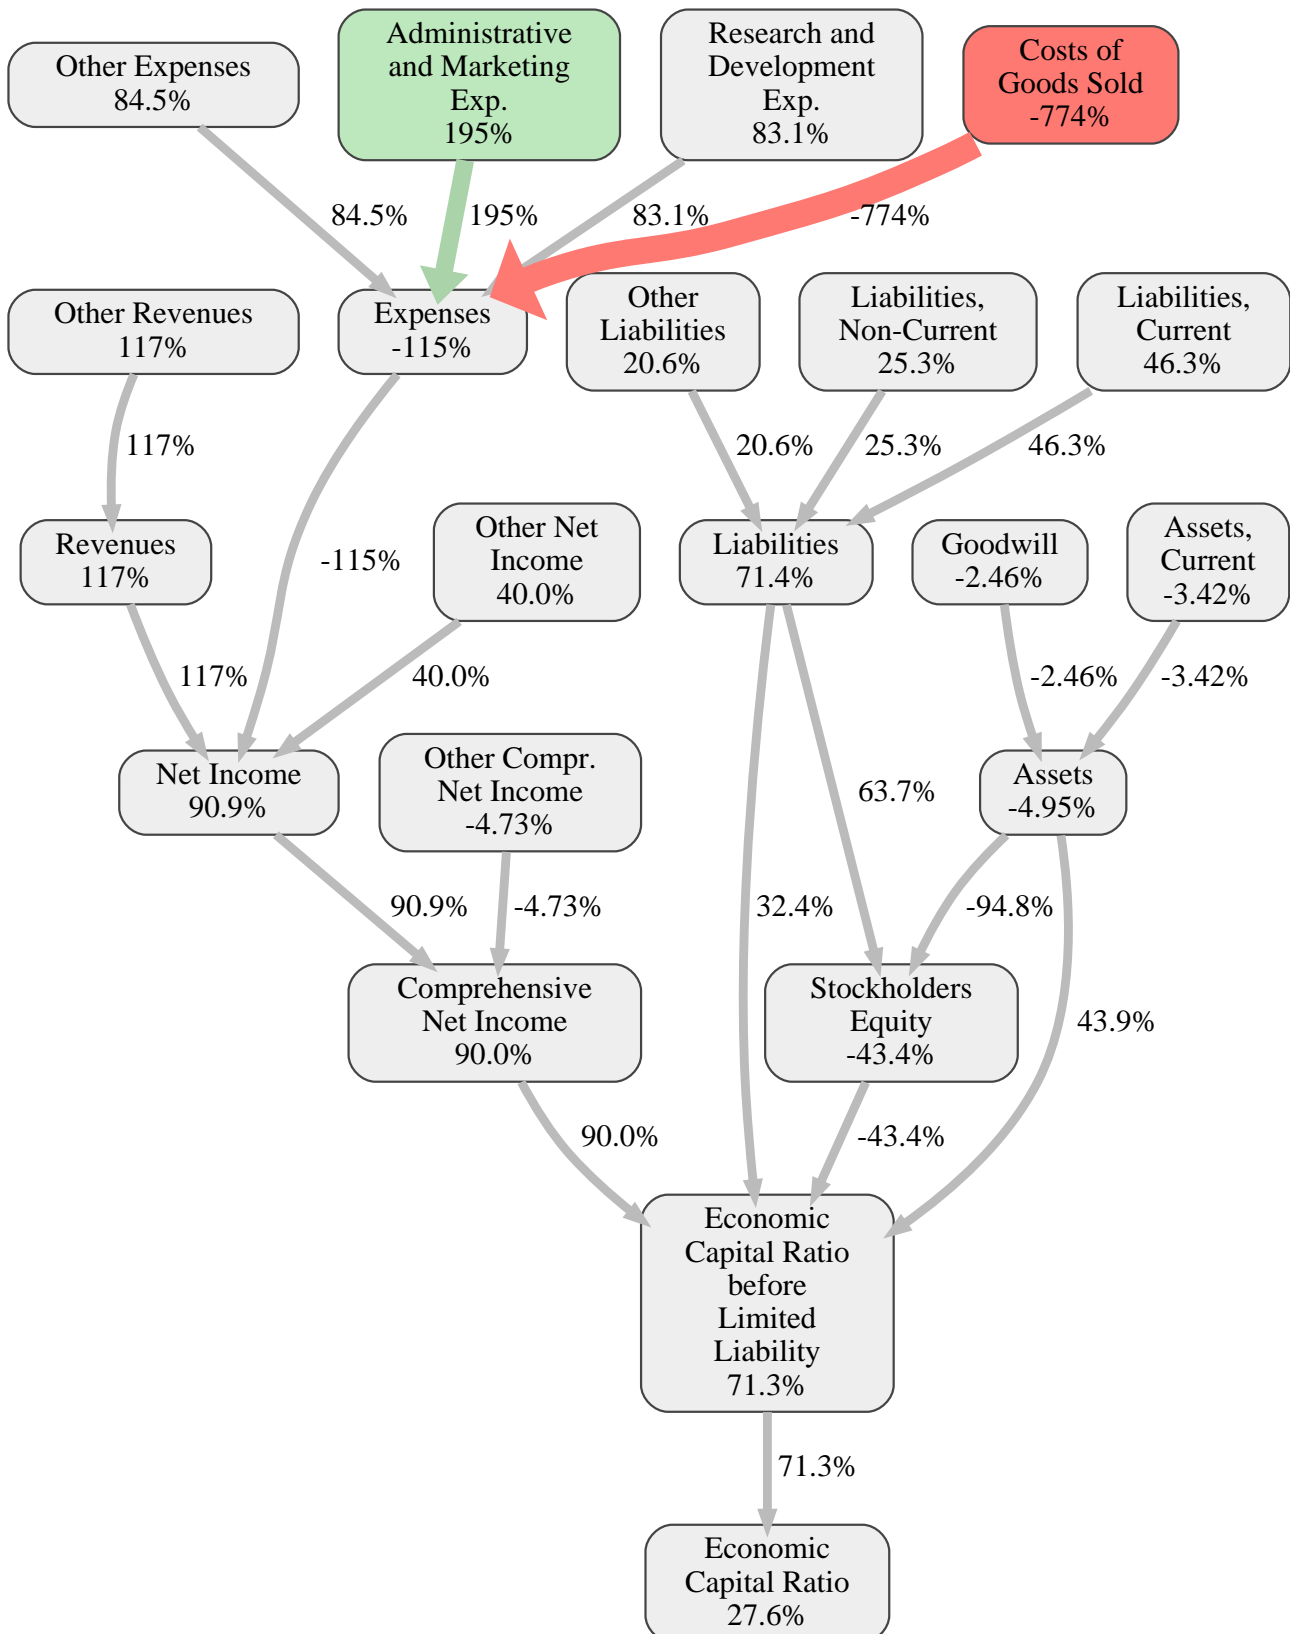 Other Expenses
84.5%
Administrative
and Marketing
Exp.
195%
Research and
Development
Exp.
83.1%
Costs of
Goods Sold
-774%
84.5%
195%
83.1%
-774%
Other Revenues
117%
Expenses
-115%
Other
Liabilities
20.6%
Liabilities,
Non-Current
25.3%
Liabilities,
Current
46.3%
117%
20.6%
25.3%
46.3%
Revenues
117%
-115%
Other Net
Income
40.0%
Liabilities
71.4%
Goodwill
-2.46%
Assets,
Current
-3.42%
117%
40.0%
-2.46%
-3.42%
Net Income
90.9%
Other Compr.
Net Income
-4.73%
63.7%
Assets
-4.95%
90.9%
-4.73%
32.4%
-94.8%
Comprehensive
Net Income
90.0%
Stockholders
Equity
-43.4%
43.9%
90.0%
-43.4%
Economic
Capital Ratio
before
Limited
Liability
71.3%
71.3%
Economic
Capital Ratio
27.6%